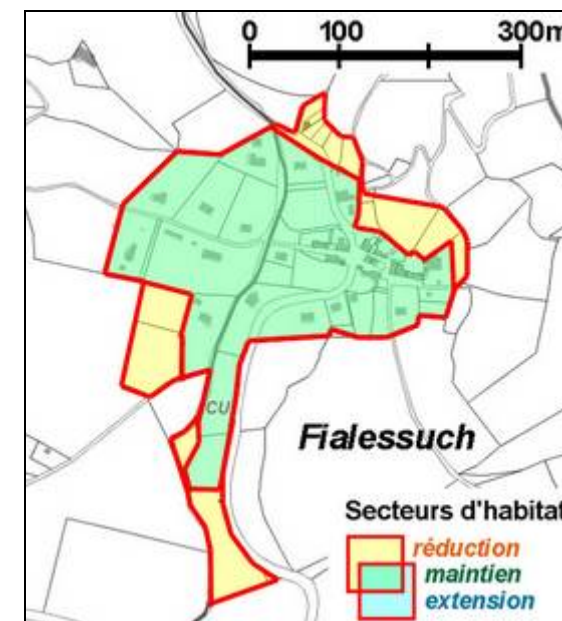 0 100 300m
CU
Fialessuch
Secteurs d'habitat
réduction
maintien
extension